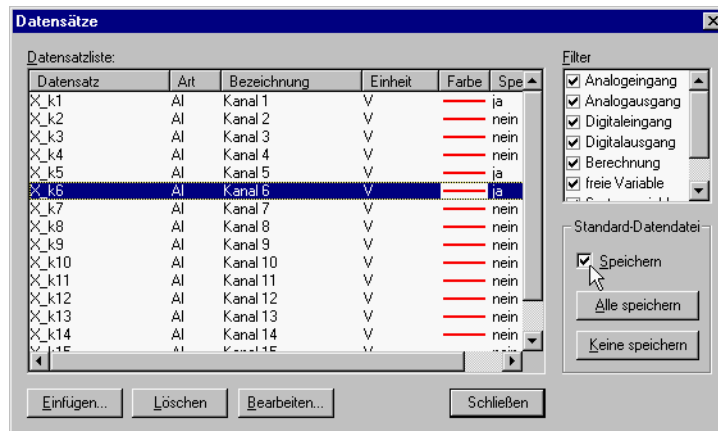 Datensätze
Datensatzliste:
Datensatz Art Bezeichnung Einheit Farbe Spe
X_k1 AI Kanal 1 V ja
X_k2 AI Kanal 2 V nein
X_k3 AI Kanal 3 V nein
X_k4 AI Kanal 4 V nein
X_k5 AI Kanal 5 V ja
X_k6 AI Kanal 6 V ja
X_k7 AI Kanal 7 V nein
X_k8 AI Kanal 8 V nein
X_k9 AI Kanal 9 V nein
X_k10 AI Kanal 10 V nein
X_k11 AI Kanal 11 V nein
X_k12 AI Kanal 12 V nein
X_k13 AI Kanal 13 V nein
X_k14 AI Kanal 14 V nein
Filter
Analogeingang
Analogausgang
Digitaleingang
Digitalausgang
Berechnung
freie Variable
Standard-Datendatei
Speichern
Alle speichern
Keine speichern
Einfügen... Löschen Bearbeiten... Schließen